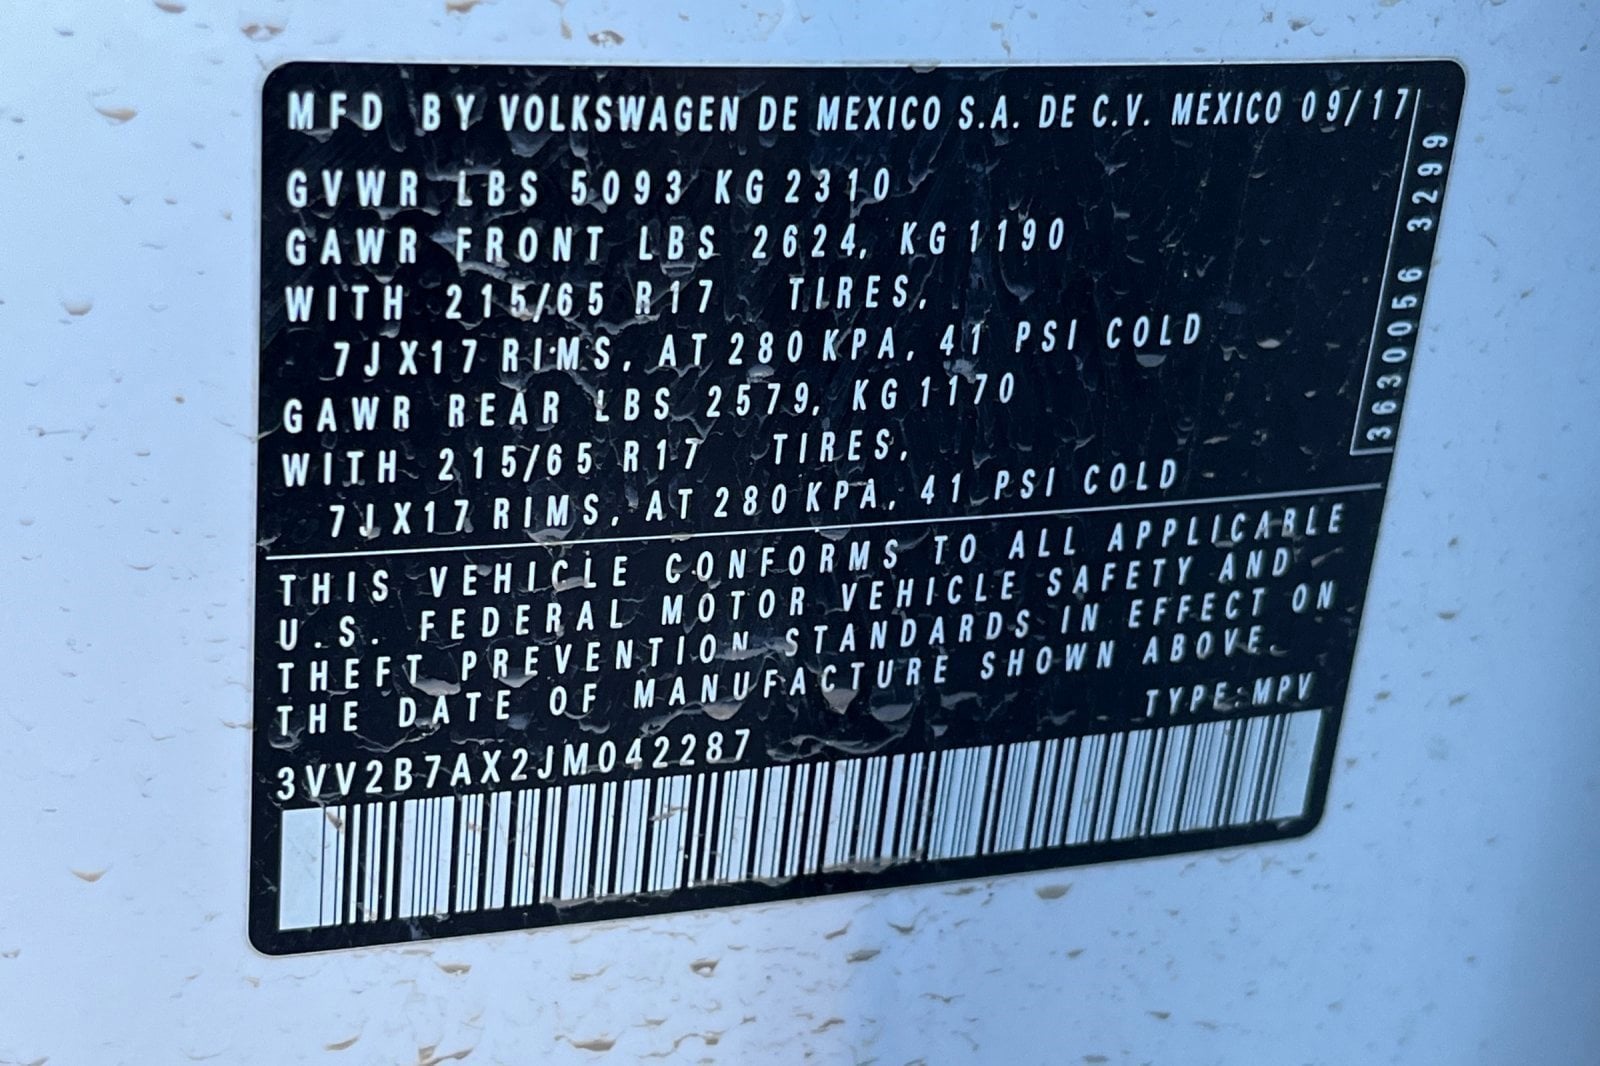 MFD BY VOLKSWAGEN DE MEXICO S.A. DE C.V. MEXICO 09/17
GVWR LBS 5093 KG 2310
GAWR FRONT LBS 2624, KG 1190
WITH 215/65 R17 TIRES,
7JX17 RIMS, AT 280 KPA, 41 PSI COLD
GAWR REAR LBS 2579, KG 1170
WITH 215/65 R17 TIRES,
7JX17 RIMS, AT 280 KPA, 41 PSI COLD
THIS VEHICLE CONFORMS TO ALL APPLICABLE
U.S. FEDERAL MOTOR VEHICLE SAFETY AND
THEFT PREVENTION STANDARDS IN EFFECT ON
THE DATE OF MANUFACTURE SHOWN ABOVE.
TYPE: MPV
3VV2B7AX2JM042287
3630056 3299